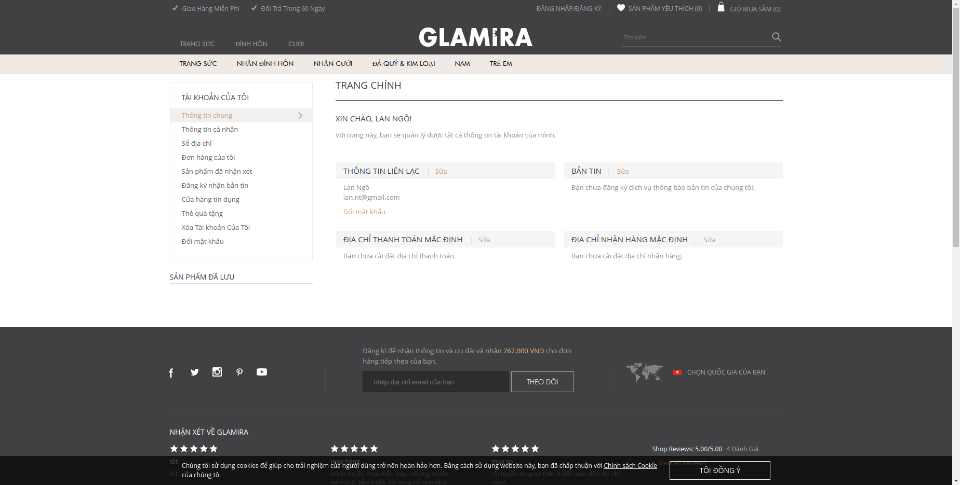 Giao Hàng Miễn Phí
Đổi Trả Trong 60 Ngày
ĐĂNG NHẬP/ĐĂNG KÝ
SẢN PHẨM YÊU THÍCH (0)
GIỎ MUA SẮM (0)
TRANG SỨC
ĐÍNH HÔN
CƯỚI
GLAMIRA
Tìm kiếm
TRANG SỨC
NHẪN ĐÍNH HÔN
NHẪN CƯỚI
ĐÁ QUÝ & KIM LOẠI
NAM
TRẺ EM
TÀI KHOẢN CỦA TÔI
Thông tin chung
Thông tin cá nhân
Sổ địa chỉ
Đơn hàng của tôi
Sản phẩm đã nhận xét
Đăng ký nhận bản tin
Cửa hàng tín dụng
Thẻ quà tặng
Xóa Tài khoản Của Tôi
Đổi mật khẩu
SẢN PHẨM ĐÃ LƯU
TRANG CHÍNH
XIN CHÀO, LAN NGÔ!
Với trang này, bạn sẽ quản lý được tất cả thông tin tài khoản của mình.
THÔNG TIN LIÊN LẠC
Sửa
Lan Ngô
lan.nt@gmail.com
Đổi mật khẩu
BẢN TIN
Sửa
Bạn chưa đăng ký dịch vụ thông báo bản tin của chúng tôi.
ĐỊA CHỈ THANH TOÁN MẶC ĐỊNH
Sửa
Bạn chưa cài đặt địa chỉ thanh toán.
ĐỊA CHỈ NHẬN HÀNG MẶC ĐỊNH
Sửa
Bạn chưa cài đặt địa chỉ nhận hàng.
Đăng kí để nhận thông tin và ưu đãi và nhận 267.000 VND cho đơn
hàng tiếp theo của bạn.
nhập địa chỉ email của bạn
THEO DÕI
CHỌN QUỐC GIA CỦA BẠN
NHẬN XÉT VỀ GLAMIRA
Shop Reviews: 5.00/5.00
4 Đánh Giá
Chúng tôi sử dụng cookies để giúp cho trải nghiệm của người dùng trở nên hoàn hảo hơn. Bằng cách sử dụng website này, bạn đã chấp thuận với Chính sách Cookie
của chúng tô
TÔI ĐỒNG Ý